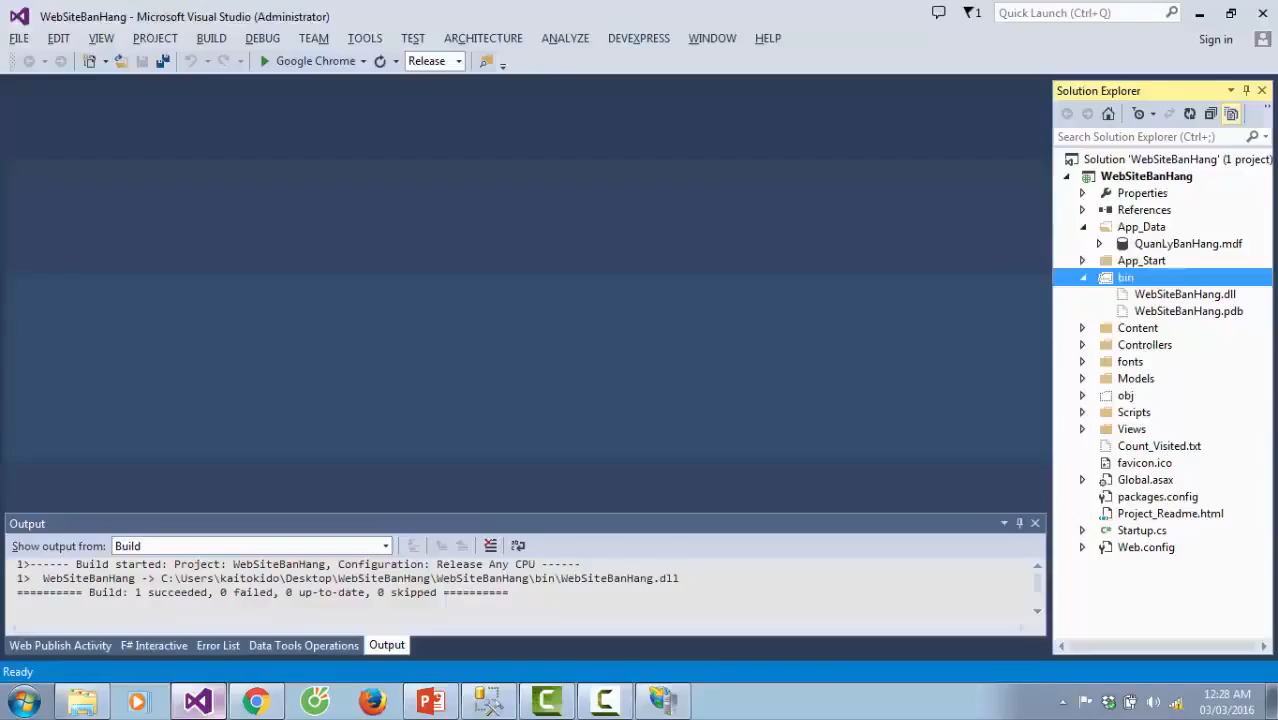 WebSiteBanHang - Microsoft Visual Studio (Administrator)
1
Quick Launch (Ctrl+Q)
FILE EDIT VIEW PROJECT BUILD DEBUG TEAM TOOLS TEST ARCHITECTURE ANALYZE DEVEXPRESS WINDOW HELP
Sign in
Google Chrome
Release
Solution Explorer
Search Solution Explorer (Ctrl+;)
Solution 'WebSiteBanHang' (1 project)
WebSiteBanHang
Properties
References
App_Data
QuanLyBanHang.mdf
App_Start
bin
WebSiteBanHang.dll
WebSiteBanHang.pdb
Content
Controllers
fonts
Models
obj
Scripts
Views
Count_Visited.txt
favicon.ico
Global.asax
packages.config
Project_Readme.html
Startup.cs
Web.config
Output
Show output from: Build
1>------ Build started: Project: WebSiteBanHang, Configuration: Release Any CPU ------
1>  WebSiteBanHang -> C:\Users\kaitokido\Desktop\WebSiteBanHang\WebSiteBanHang\bin\WebSiteBanHang.dll
========== Build: 1 succeeded, 0 failed, 0 up-to-date, 0 skipped ==========
Web Publish Activity F# Interactive Error List Data Tools Operations Output
Ready
12:28 AM
03/03/2016